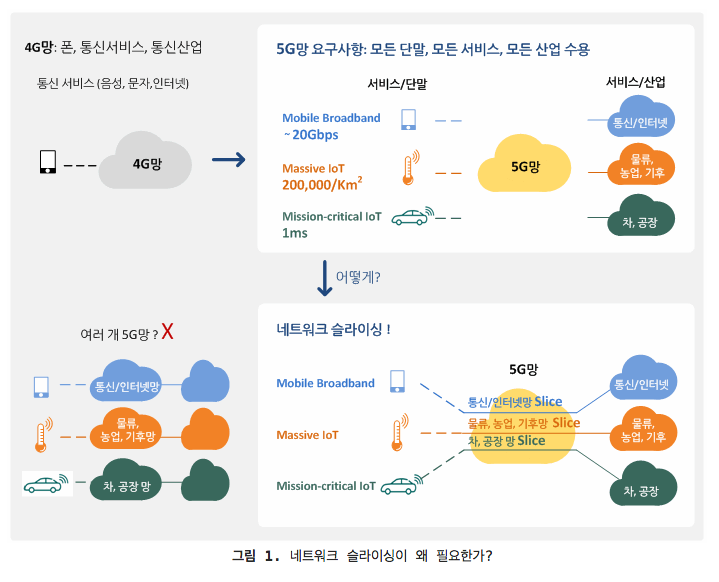 4G망: 폰, 통신서비스, 통신산업
통신 서비스 (음성, 문자,인터넷)
4G망
5G망 요구사항: 모든 단말, 모든 서비스, 모든 산업 수용
서비스/단말
서비스/산업
Mobile Broadband
~20Gbps
통신/인터넷
Massive IoT
200,000/Km²
5G망
물류,
농업, 기후
Mission-critical IoT
1ms
차, 공장
어떻게?
여러 개 5G망 ? X
통신/인터넷망
물류,
농업, 기후망
차, 공장 망
네트워크 슬라이싱 !
5G망
Mobile Broadband
통신/인터넷망 Slice
통신/인터넷
Massive IoT
물류, 농업, 기후망 Slice
차, 공장 망 Slice
물류,
농업, 기후
Mission-critical IoT
차, 공장
그림 1. 네트워크 슬라이싱이 왜 필요한가?